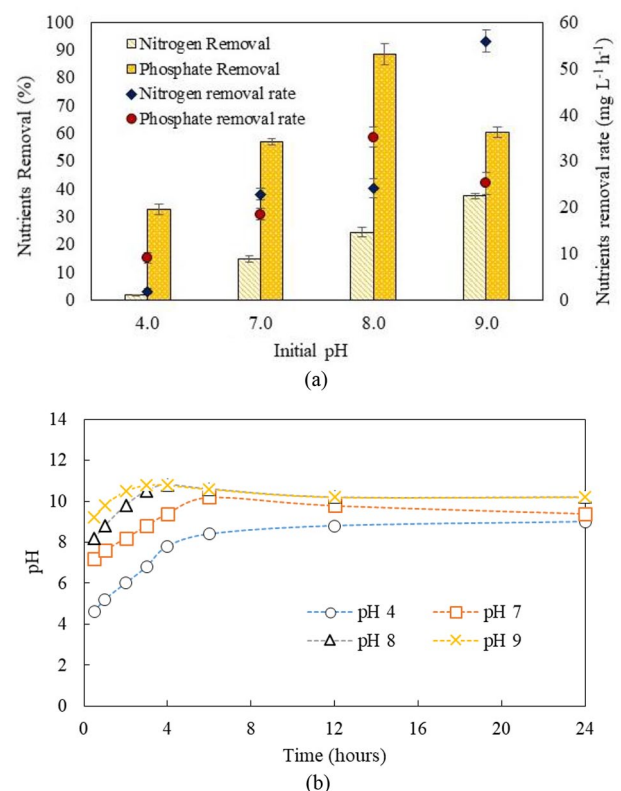 (a)
100
90
80
70
60
50
40
30
20
10
0
Nutrients Removal (%)
60
50
40
30
20
10
0
Nutrients removal rate (mg L⁻¹ h⁻¹)
Nitrogen Removal
Phosphate Removal
Nitrogen removal rate
Phosphate removal rate
4.0 7.0 8.0 9.0
Initial pH
(a)
14
12
10
8
6
4
2
0
pH
pH 4 pH 7
pH 8 pH 9
0 4 8 12 16 20 24
Time (hours)
(b)